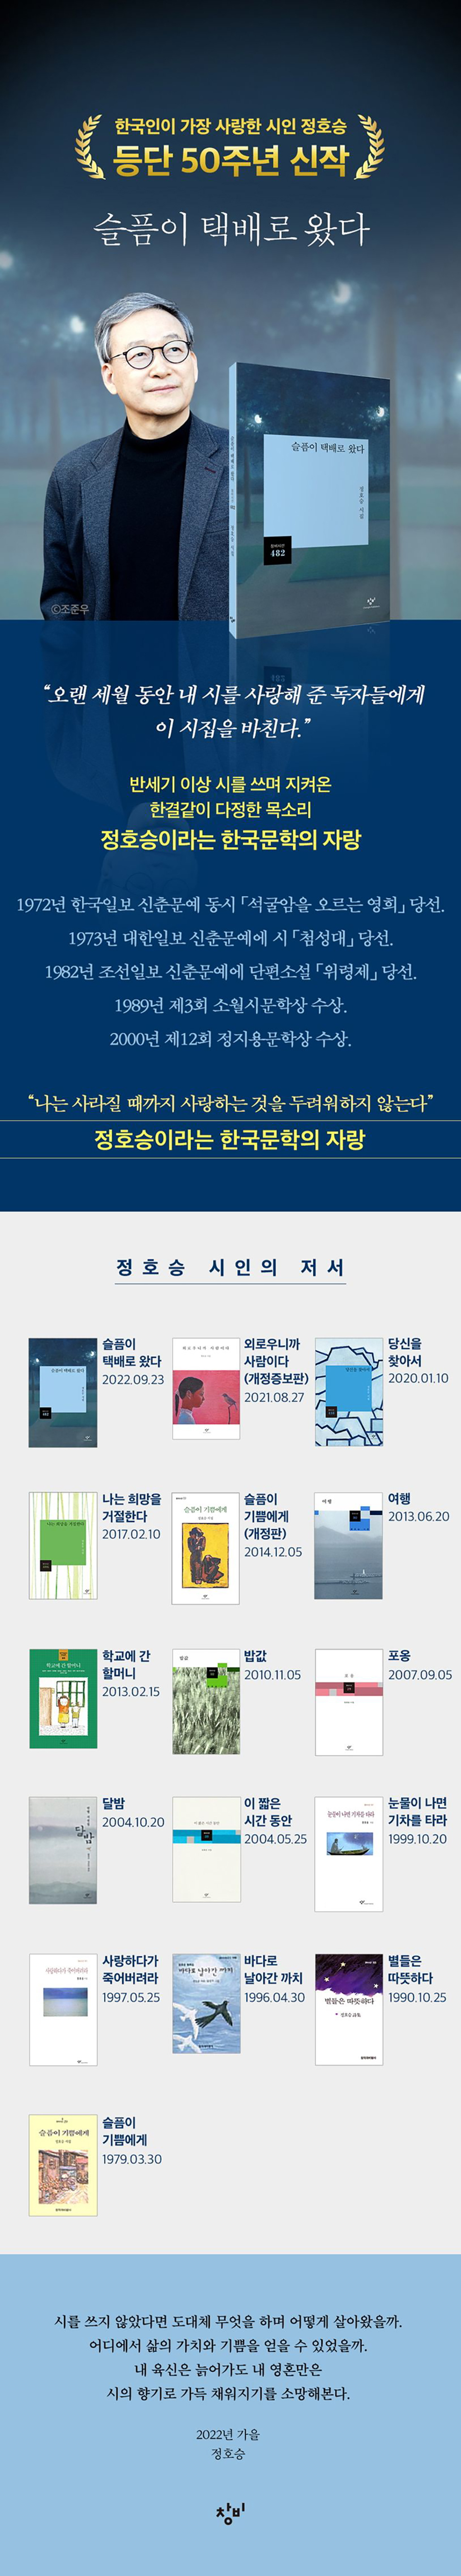 한국인이 가장 사랑한 시인 정호승
등단 50주년 신작
슬픔이 택배로 왔다
슬픔이 택배로 왔다
정호승 시집
창비시선
482
©조준우
“오랜 세월 동안 내 시를 사랑해 준 독자들에게
이 시집을 바친다.”
반세기 이상 시를 쓰며 지켜온
한결같이 다정한 목소리
정호승이라는 한국문학의 자랑
1972년 한국일보 신춘문예 동시 「석굴암을 오르는 영희」 당선.
1973년 대한일보 신춘문예에 시 「첨성대」 당선.
1982년 조선일보 신춘문예에 단편소설 「위령제」 당선.
1989년 제3회 소월시문학상 수상.
2000년 제12회 정지용문학상 수상.
“나는 사라질 때까지 사랑하는 것을 두려워하지 않는다”
정호승이라는 한국문학의 자랑
정호승 시인의 저서
슬픔이
택배로 왔다
2022.09.23
외로우니까
사람이다
(개정증보판)
2021.08.27
당신을
찾아서
2020.01.10
나는 희망을
거절한다
2017.02.10
슬픔이
기쁨에게
(개정판)
2014.12.05
여행
2013.06.20
학교에 간
할머니
2013.02.15
밥값
2010.11.05
포옹
2007.09.05
달밤
2004.10.20
이 짧은
시간 동안
2004.05.25
눈물이 나면
기차를 타라
1999.10.20
사랑하다가
죽어버려라
1997.05.25
바다로
날아간 까치
1996.04.30
별들은
따뜻하다
1990.10.25
슬픔이
기쁨에게
1979.03.30
시를 쓰지 않았다면 도대체 무엇을 하며 어떻게 살아왔을까.
어디에서 삶의 가치와 기쁨을 얻을 수 있었을까.
내 육신은 늙어가도 내 영혼만은
시의 향기로 가득 채워지기를 소망해본다.
2022년 가을
정호승
창비